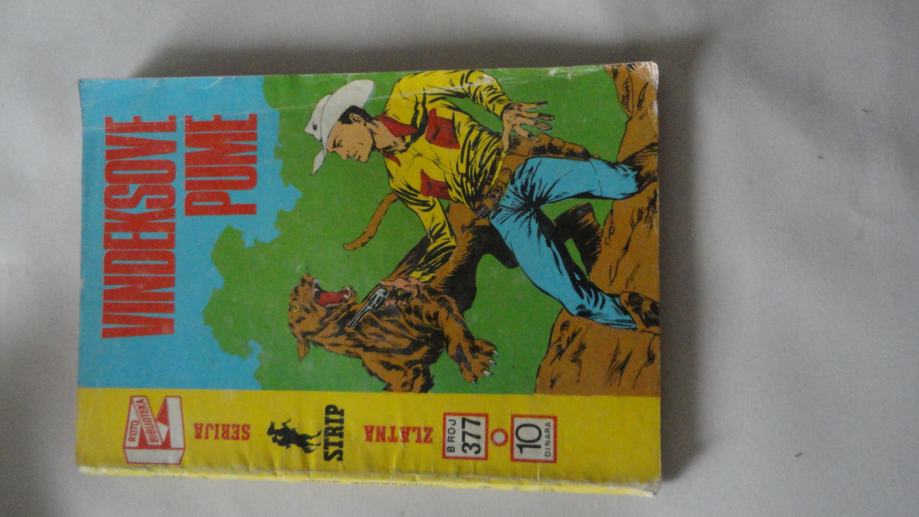 VINDEKSOVE
PUME
ROTO
BIBLIOTEKA
ZLATNA
SERIJA
STRIP
BROJ
377
10
DINARA